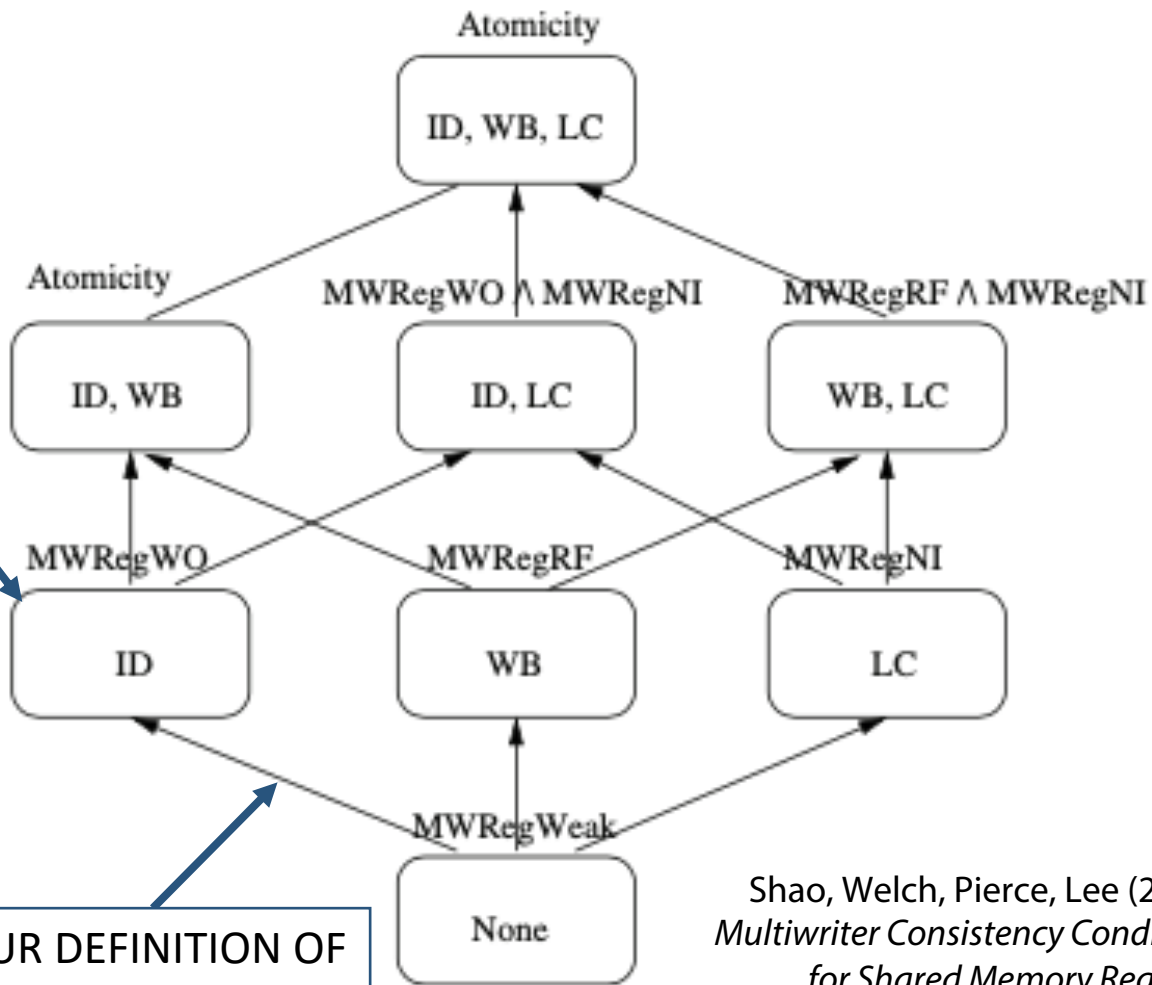 Atomicity
ID, WB, LC
Atomicity
MWRegWO ∧ MWRegNI
MWRegRF ∧ MWRegNI
ID, WB
ID, LC
WB, LC
MWRegWO
MWRegRF
MWRegNI
ID
WB
LC
MWRegWeak
None
UR DEFINITION OF
Shao, Welch, Pierce, Lee (2
Multiwriter Consistency Cond
for Shared Memory Reg